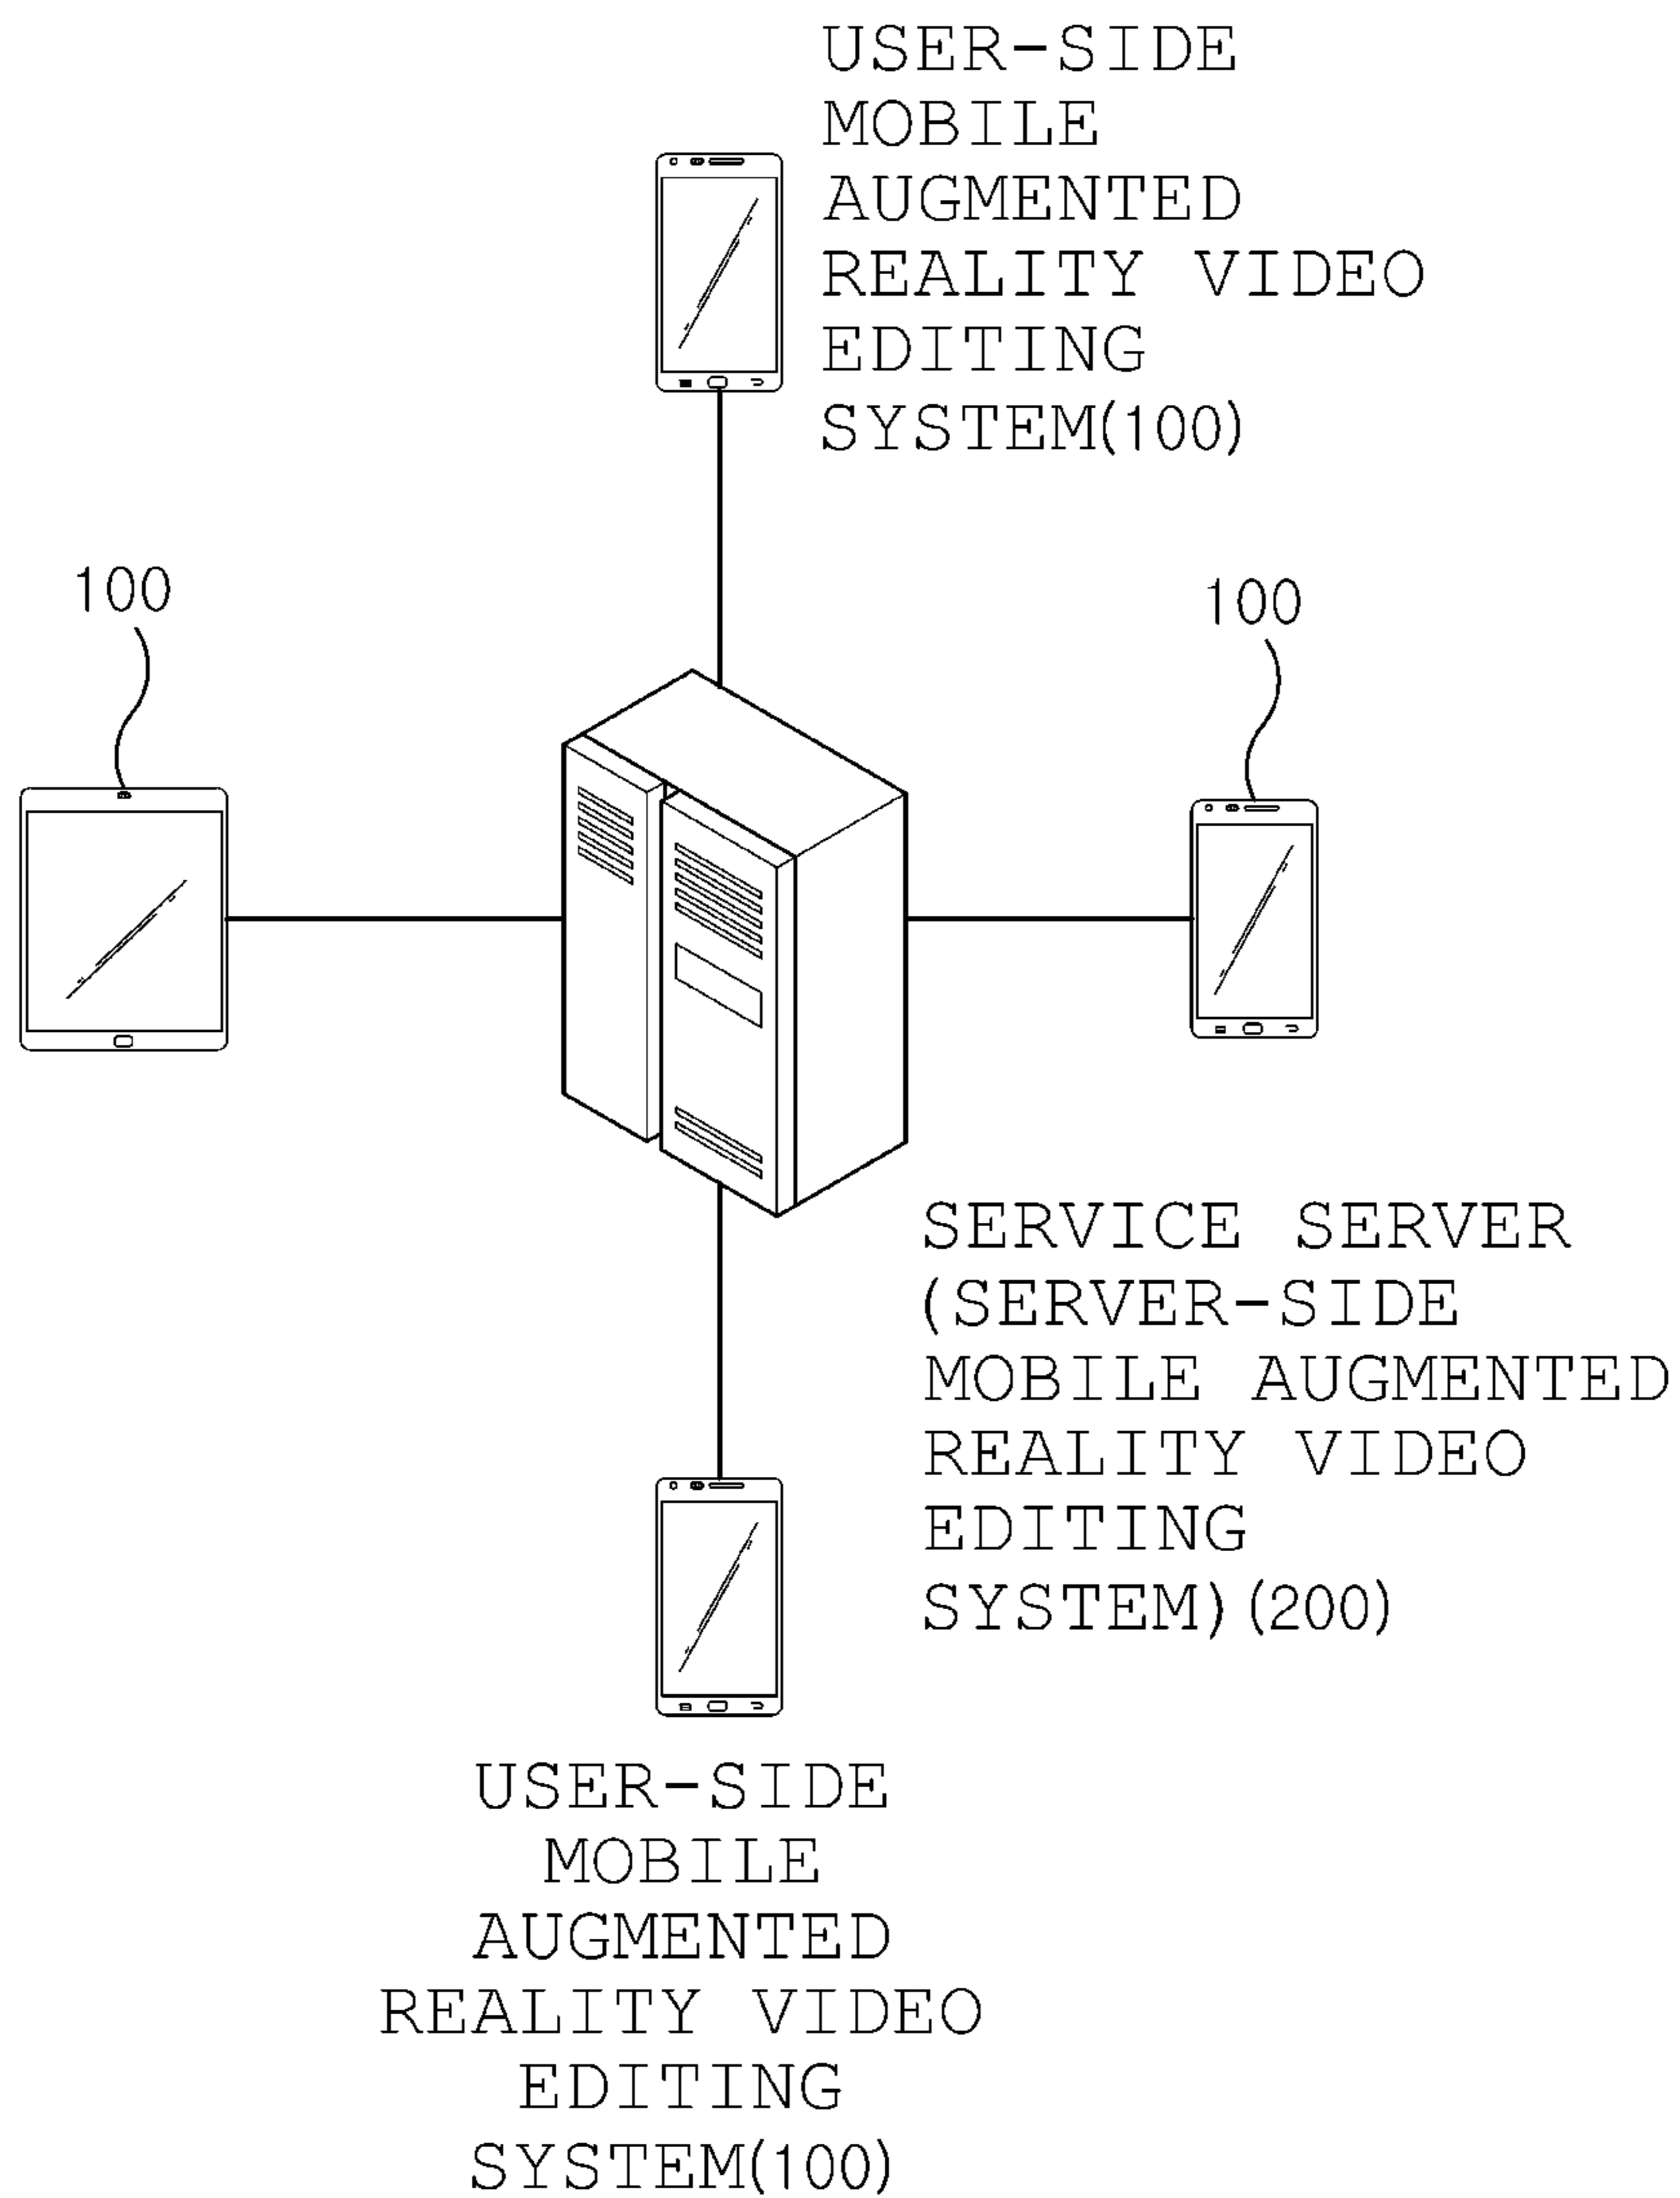 USER-SIDE
MOBILE
AUGMENTED
REALITY VIDEO
EDITING
SYSTEM(100)
100
100
SERVICE SERVER
(SERVER-SIDE
MOBILE AUGMENTED
REALITY VIDEO
EDITING
SYSTEM)(200)
USER-SIDE
MOBILE
AUGMENTED
REALITY VIDEO
EDITING
SYSTEM(100)